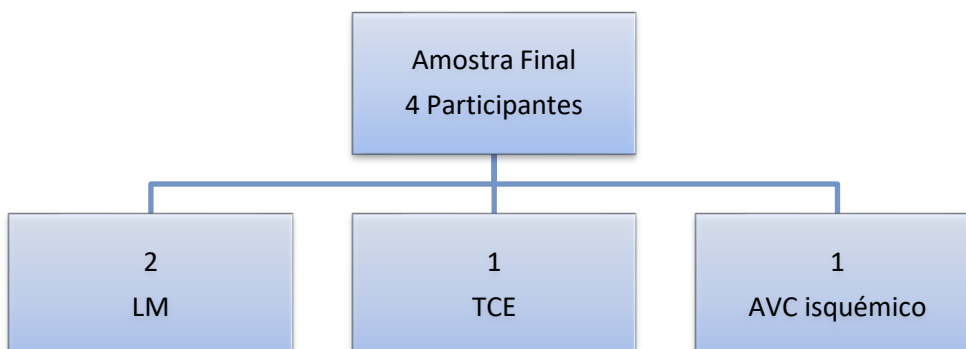 Amostra Final
4 Participantes
2
LM
1
TCE
1
AVC isquémico